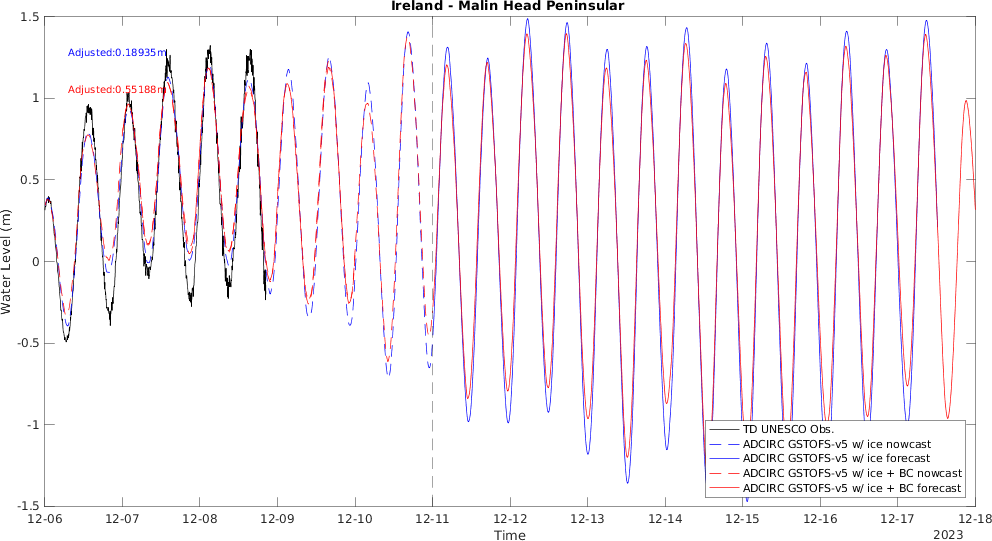 Ireland - Malin Head Peninsular
Adjusted:0.18935m
Adjusted:0.55188m
Water Level (m)
1.5
1
0.5
0
-0.5
-1
-1.5
TD UNESCO Obs.
ADCIRC GSTOFS-v5 w/ ice nowcast
ADCIRC GSTOFS-v5 w/ ice forecast
ADCIRC GSTOFS-v5 w/ ice + BC nowcast
ADCIRC GSTOFS-v5 w/ ice + BC forecast
12-06 12-07 12-08 12-09 12-10 12-11 12-12 12-13 12-14 12-15 12-16 12-17 12-18
Time
2023